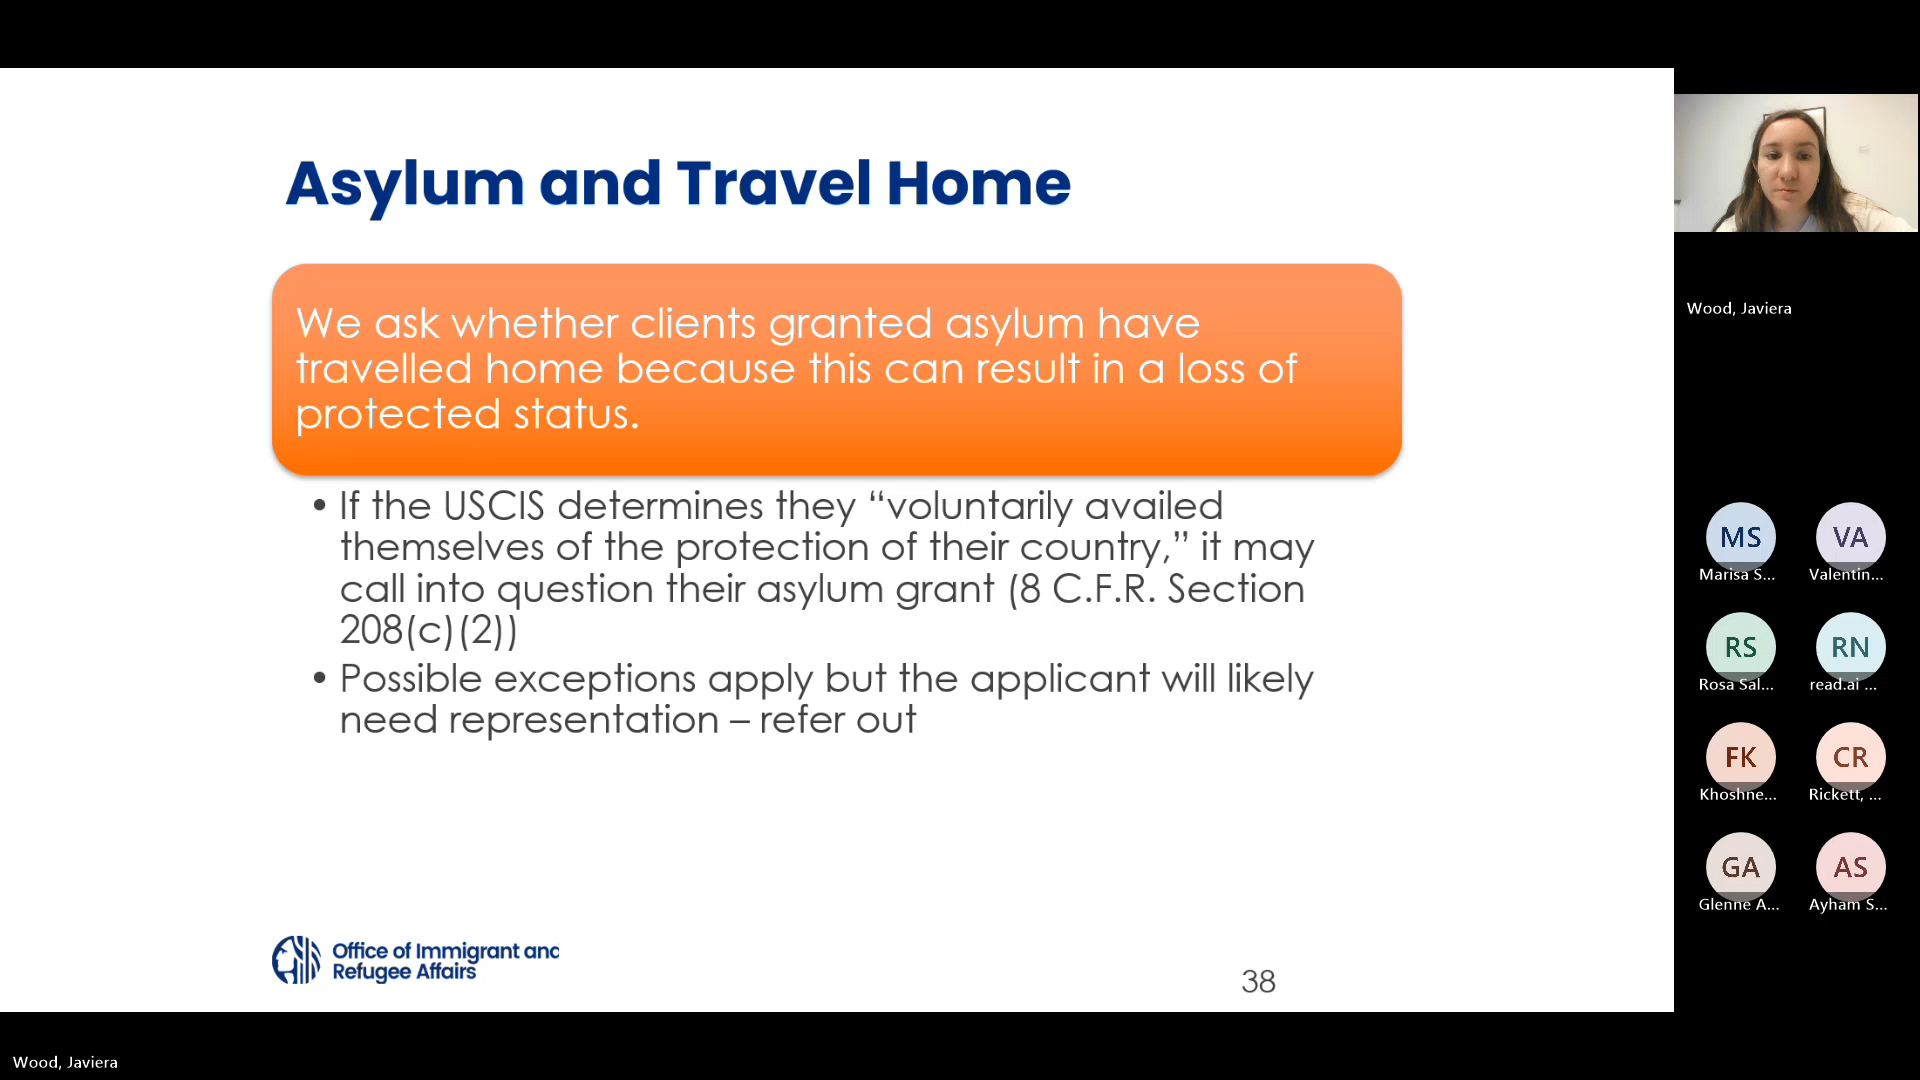 Asylum and Travel Home
We ask whether clients granted asylum have
travelled home because this can result in a loss of
protected status.
• If the USCIS determines they “voluntarily availed
themselves of the protection of their country,” it may
call into question their asylum grant (8 C.F.R. Section
208(c)(2))
• Possible exceptions apply but the applicant will likely
need representation – refer out
Office of Immigrant and
Refugee Affairs
38
Wood, Javiera
MS
VA
Marisa S...
Valentin...
RS
RN
Rosa Sal...
read.ai ...
FK
CR
Khoshne...
Rickett, ...
GA
AS
Glenne A...
Ayham S...
Wood, Javiera